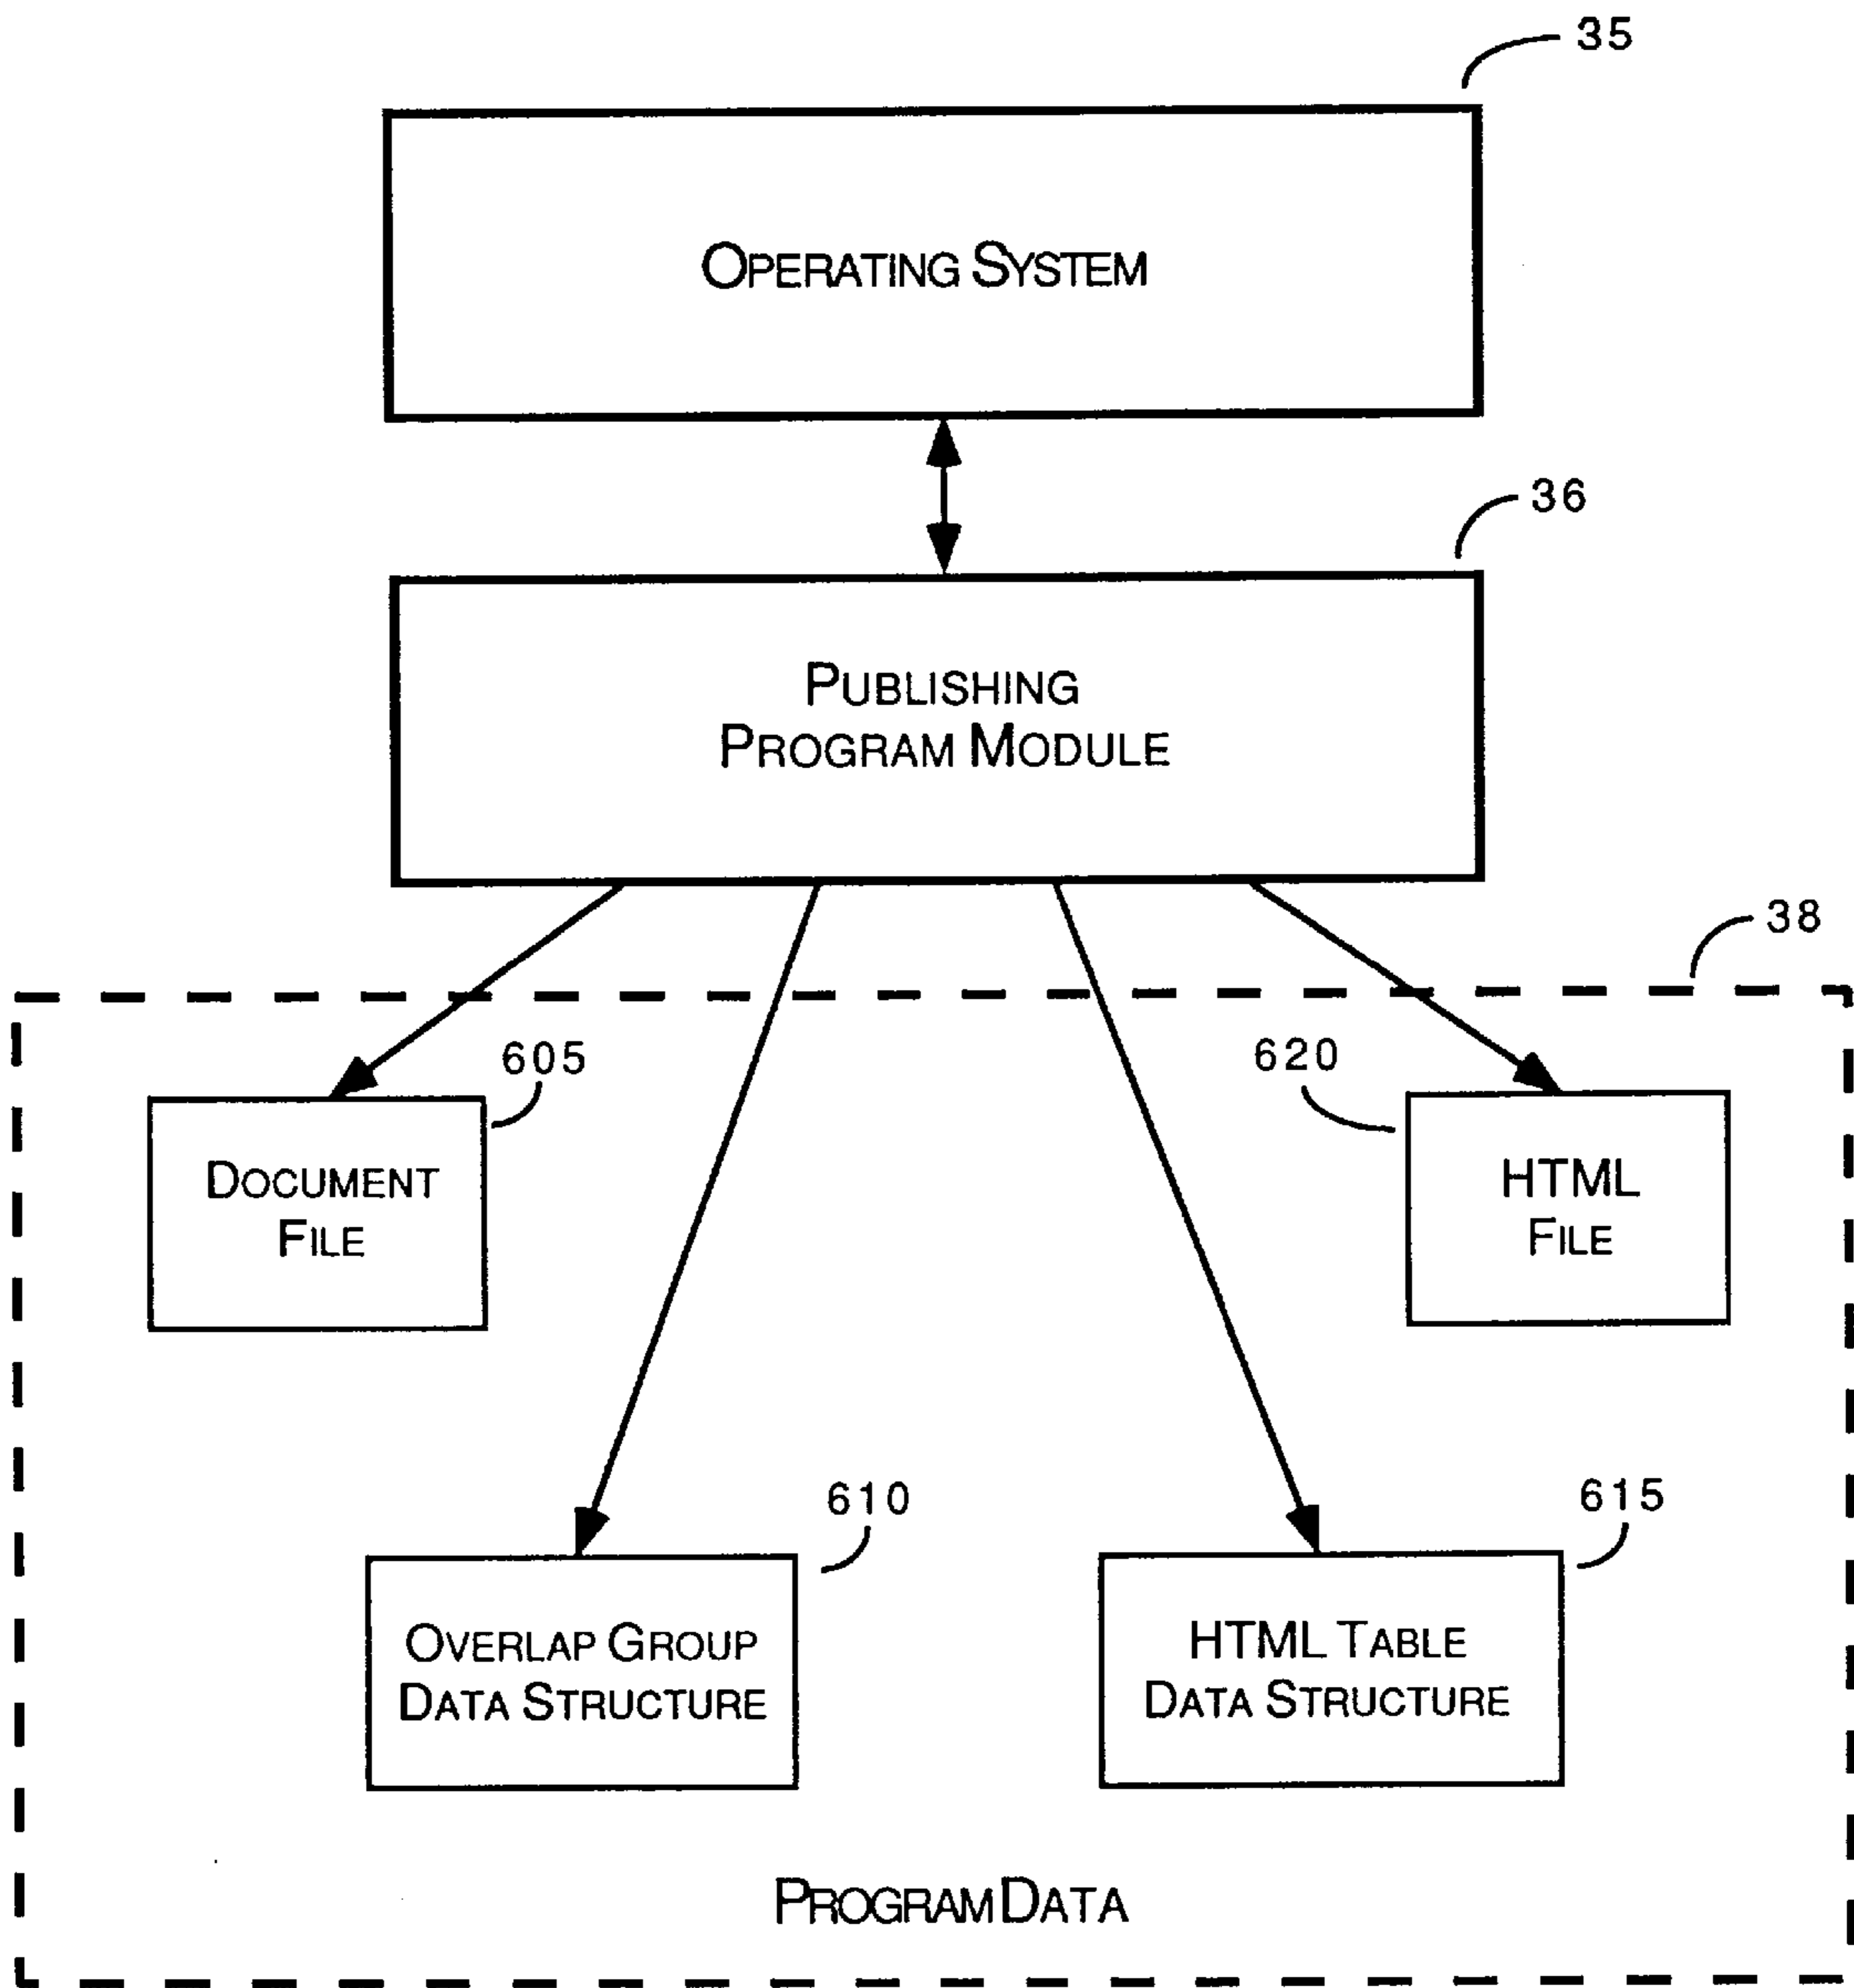 35
OPERATING SYSTEM
36
PUBLISHING
PROGRAM MODULE
38
605
620
DOCUMENT
FILE
HTML
FILE
610
615
OVERLAP GROUP
DATA STRUCTURE
HTML TABLE
DATA STRUCTURE
PROGRAM DATA